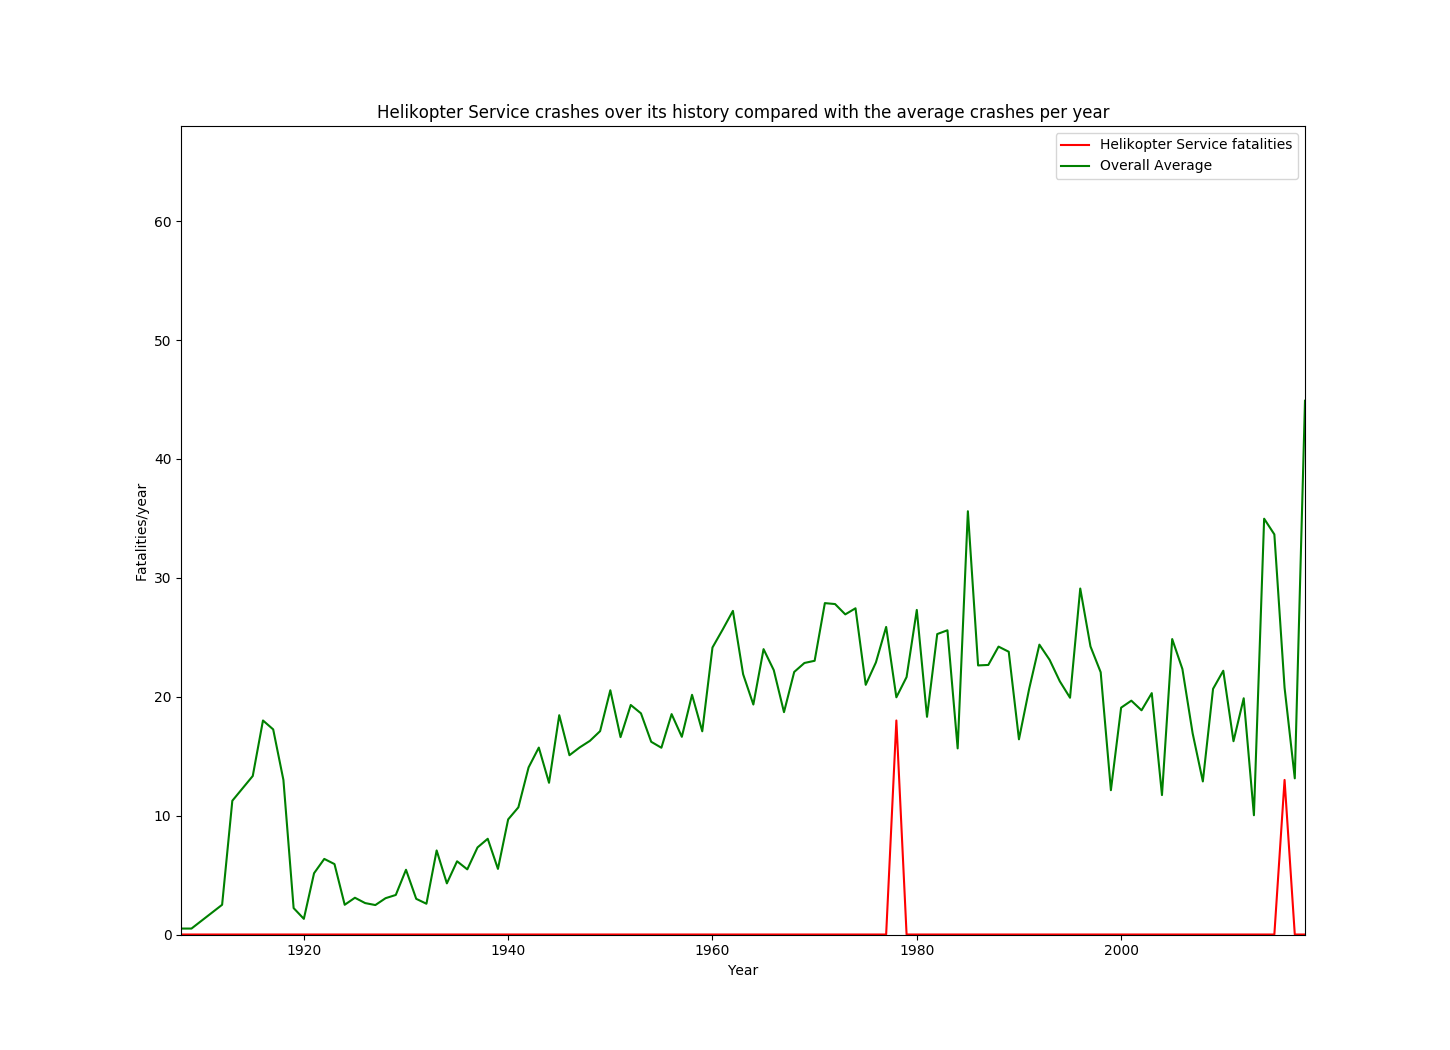 Helikopter Service crashes over its history compared with the average crashes per year
Helikopter Service fatalities
Overall Average
60
50
40
30
20
10
0
Fatalities/year
1920 1940 1960 1980 2000
Year